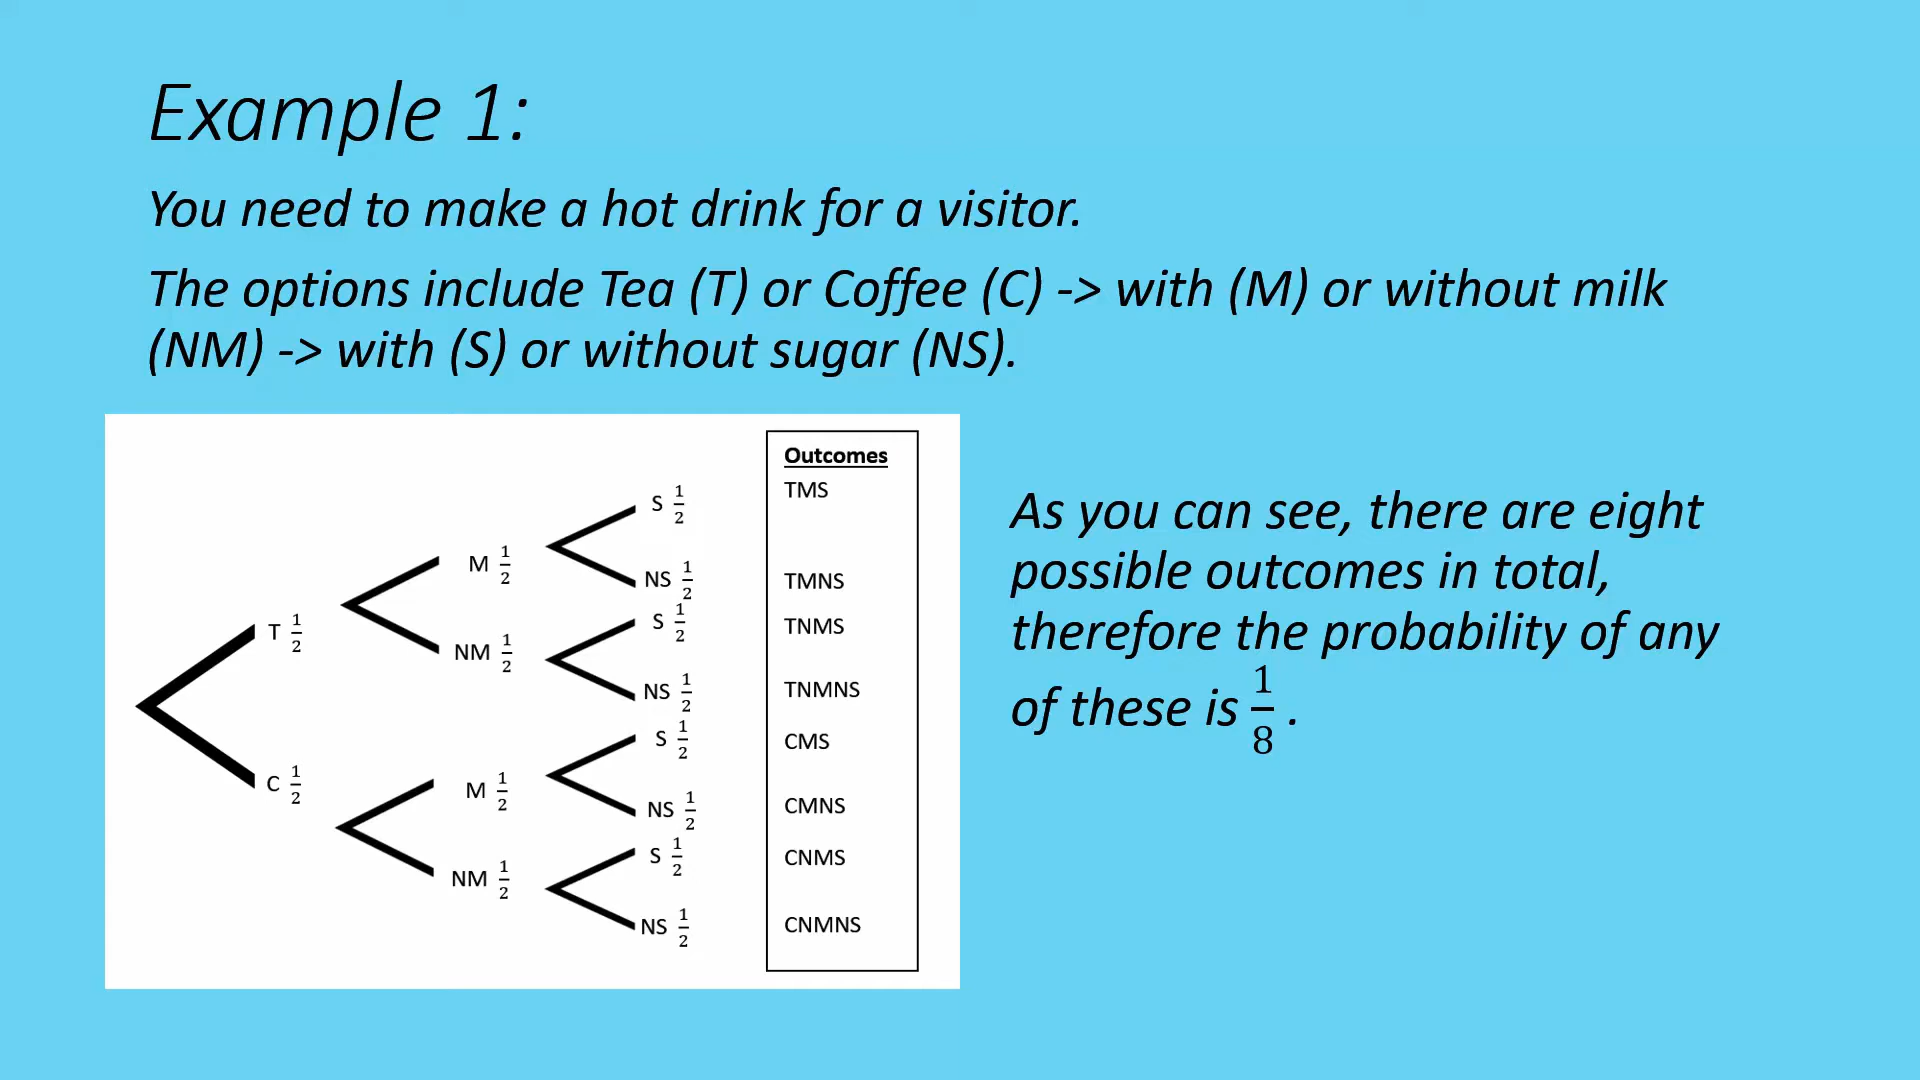 Example 1:
You need to make a hot drink for a visitor.
The options include Tea (T) or Coffee (C) -> with (M) or without milk
(NM) -> with (S) or without sugar (NS).
Outcomes
S 1/2
TMS
M 1/2
NS 1/2
TMNS
T 1/2
S 1/2
TNMS
NM 1/2
NS 1/2
TNMNS
S 1/2
CMS
C 1/2
M 1/2
NS 1/2
CMNS
S 1/2
CNMS
NM 1/2
NS 1/2
CNMNS
As you can see, there are eight
possible outcomes in total,
therefore the probability of any
of these is 1/8 .